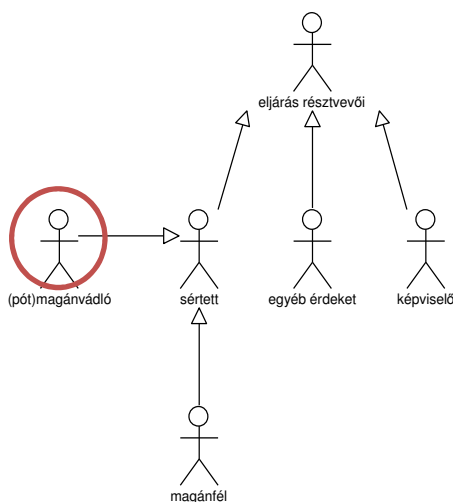 eljárás résztvevői
(pót)magánvádló
sértett
egyéb érdeket
képviselő
magánfél